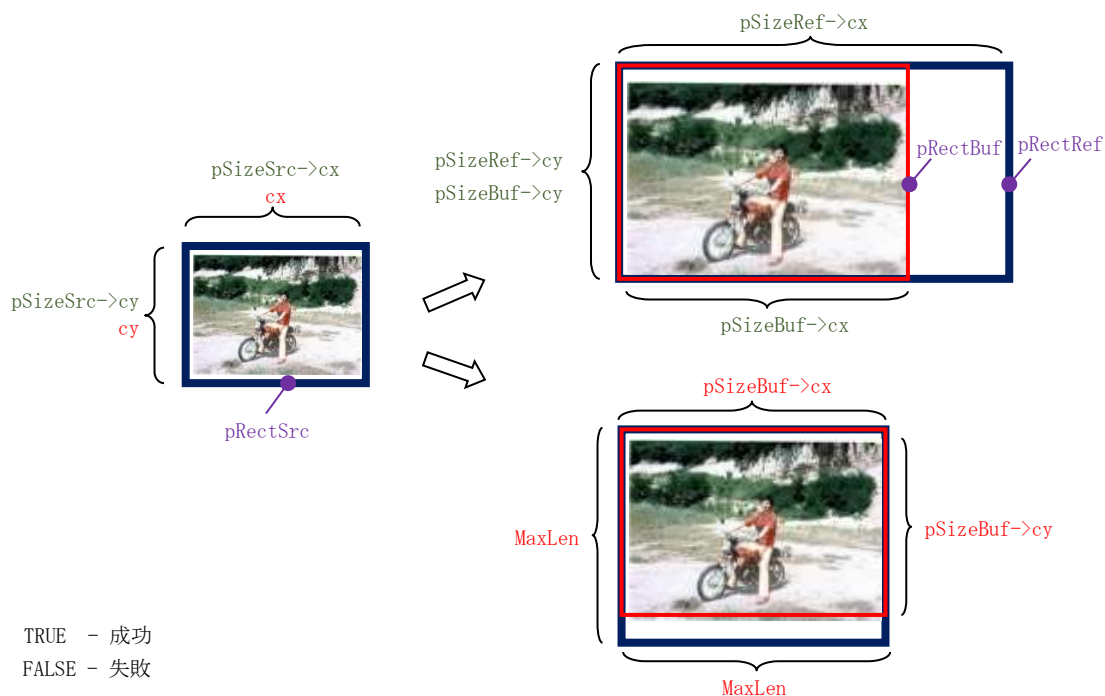 pSizeRef->cx
pSizeRef->cy
pSizeBuf->cy
pRectBuf
pRectRef
pSizeBuf->cx
pSizeSrc->cx
cx
pSizeSrc->cy
cy
pRectSrc
pSizeBuf->cx
MaxLen
pSizeBuf->cy
MaxLen
TRUE - 成功
FALSE - 失敗